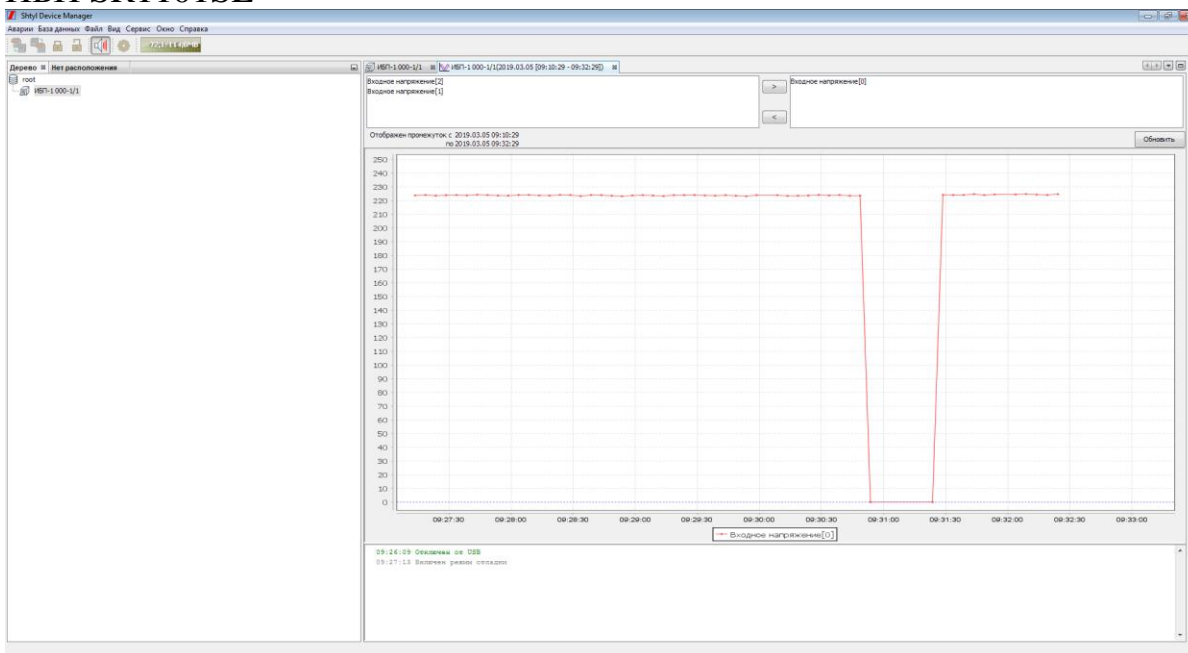 ИБП SKT1101SE
Shtyl Device Manager
Аварии База данных Файл Вид Сервис Окно Справка
Дерево Нет расположения
root
ИБП-1 000-1/1
ИБП-1 000-1/1 ИБП-1 000-1/1(2019.03.05 [09:10:29 - 09:32:29])
Входное напряжение[2]
Входное напряжение[1]
>
<
Входное напряжение[0]
Отображен промежуток с 2019.03.05 09:10:29
по 2019.03.05 09:32:29
Обновить
250
240
230
220
210
200
190
180
170
160
150
140
130
120
110
100
90
80
70
60
50
40
30
20
10
0
09:27:30 09:28:00 09:28:30 09:29:00 09:29:30 09:30:00 09:30:30 09:31:00 09:31:30 09:32:00 09:32:30 09:33:00
Входное напряжение[0]
09:26:09 Отключен от USB
09:27:13 Включен режим отладки